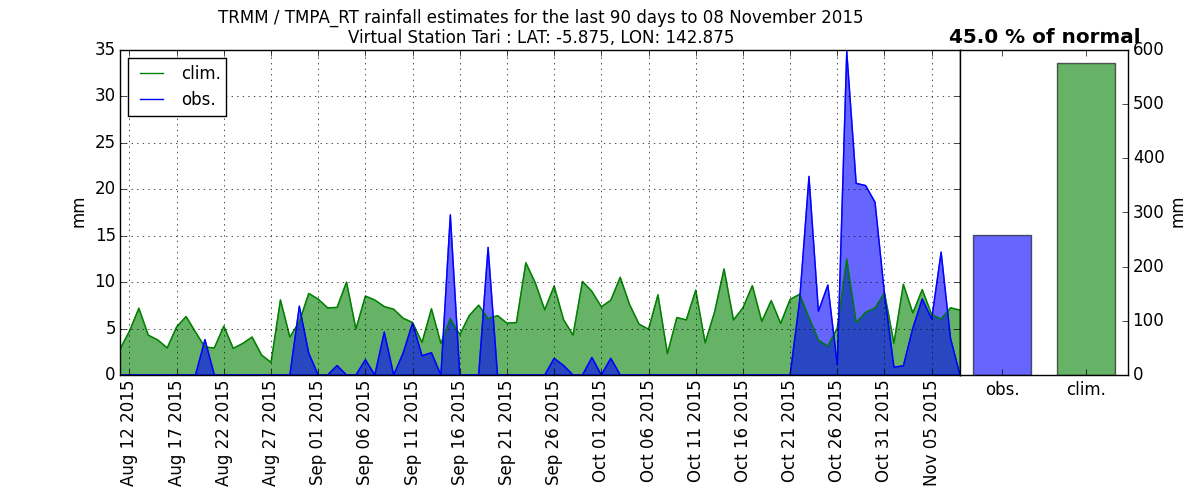 TRMM / TMPA_RT rainfall estimates for the last 90 days to 08 November 2015
Virtual Station Tari : LAT: -5.875, LON: 142.875
45.0 % of normal
clim.
obs.
35
30
25
20
15
10
5
0
mm
600
500
400
300
200
100
0
mm
Aug 12 2015
Aug 17 2015
Aug 22 2015
Aug 27 2015
Sep 01 2015
Sep 06 2015
Sep 11 2015
Sep 16 2015
Sep 21 2015
Sep 26 2015
Oct 01 2015
Oct 06 2015
Oct 11 2015
Oct 16 2015
Oct 21 2015
Oct 26 2015
Oct 31 2015
Nov 05 2015
obs.
clim.